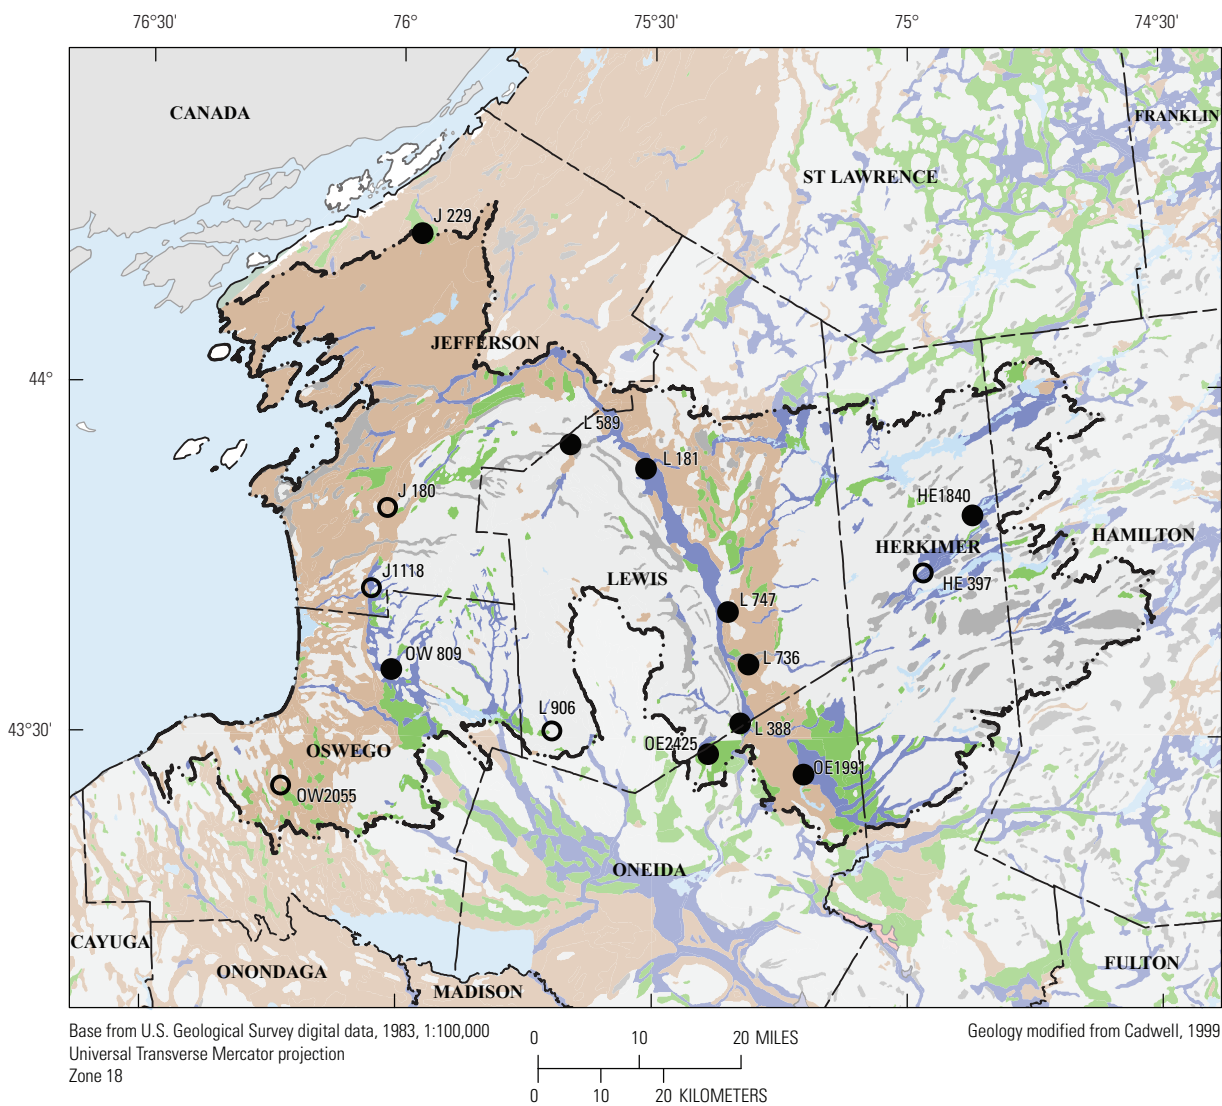 76°30'
76°
75°30'
75°
74°30'
CANADA
FRANKLIN
ST LAWRENCE
J 229
JEFFERSON
44°
L 589
L 181
J 180
HE1840
HAMILTON
HERKIMER
J1118
LEWIS
HE 397
L 747
OW 809
L 736
L 906
43°30'
L 388
OSWEGO
OE2425
OE1991
OW2055
ONEIDA
CAYUGA
ONONDAGA
FULTON
MADISON
Base from U.S. Geological Survey digital data, 1983, 1:100,000
Universal Transverse Mercator projection
Zone 18
0 10 20 MILES
0 10 20 KILOMETERS
Geology modified from Cadwell, 1999